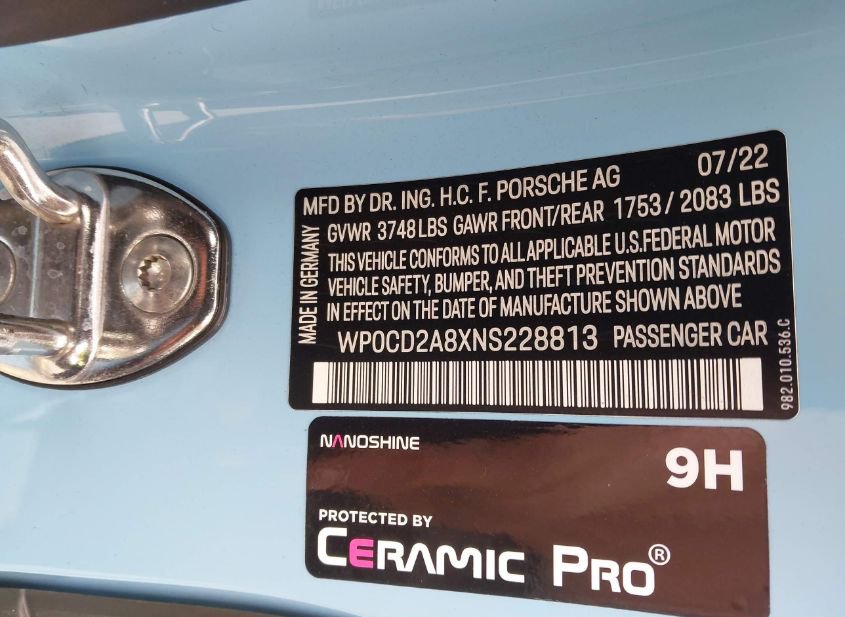 MFD BY DR. ING. H.C. F. PORSCHE AG 07/22
GVWR 3748 LBS GAWR FRONT/REAR 1753 / 2083 LBS
THIS VEHICLE CONFORMS TO ALL APPLICABLE U.S.FEDERAL MOTOR
VEHICLE SAFETY, BUMPER, AND THEFT PREVENTION STANDARDS
IN EFFECT ON THE DATE OF MANUFACTURE SHOWN ABOVE
WP0CD2A8XNS228813 PASSENGER CAR
MADE IN GERMANY
982.010.536.C
NANOSHINE
9H
PROTECTED BY
CERAMIC PRO®